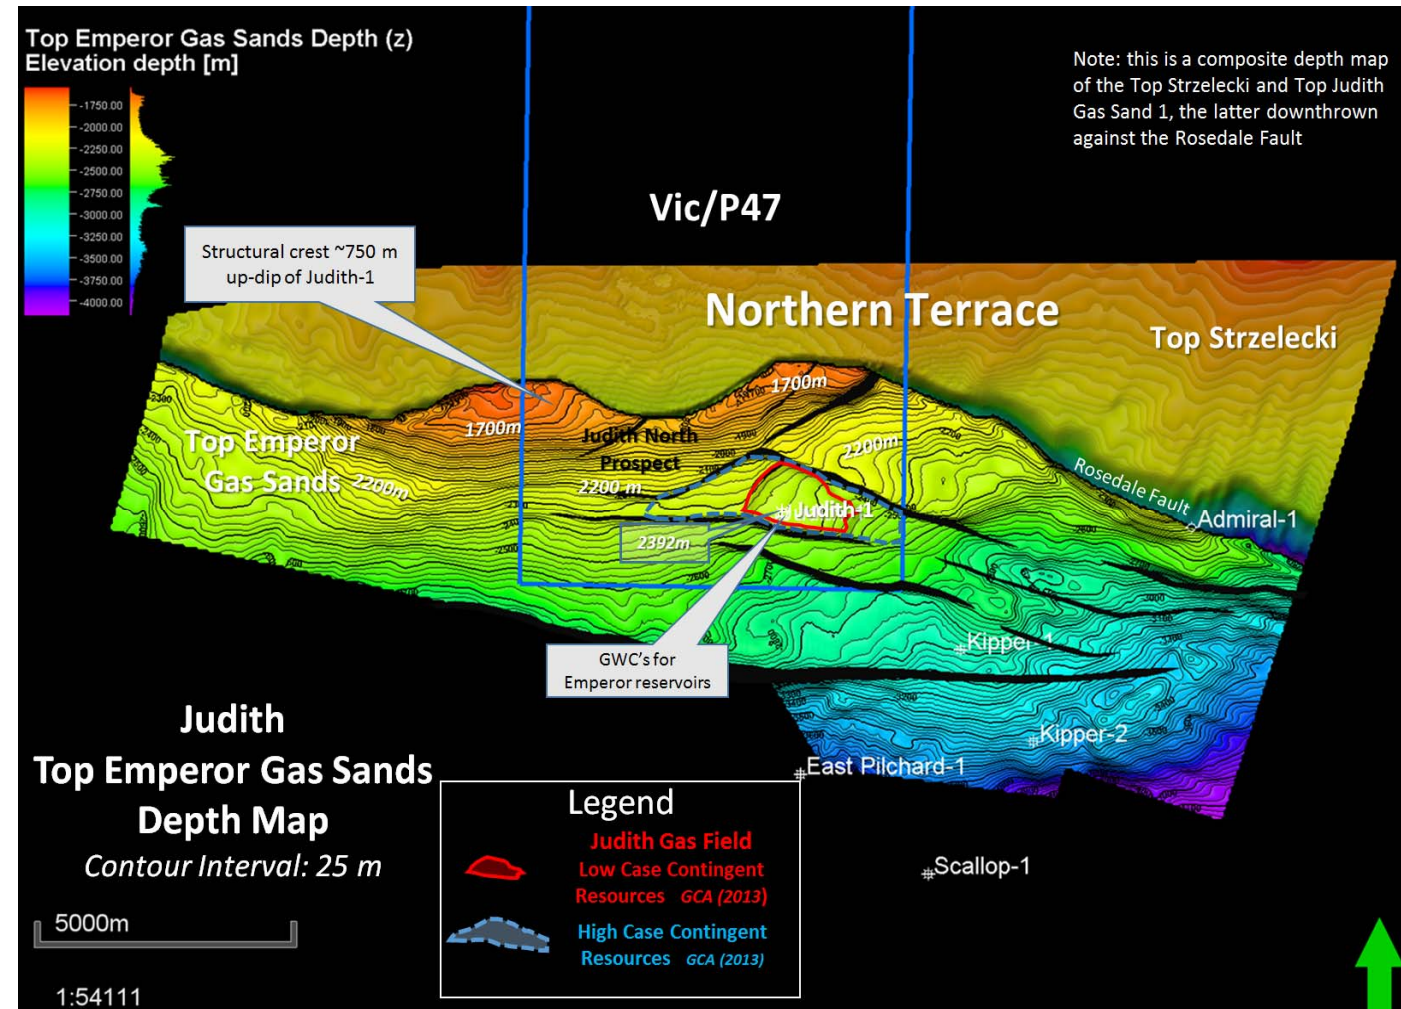 Top Emperor Gas Sands Depth (z)
Elevation depth [m]
-1750.00
-2000.00
-2250.00
-2500.00
-2750.00
-3000.00
-3250.00
-3500.00
-3750.00
-4000.00
Note: this is a composite depth map
of the Top Strzelecki and Top Judith
Gas Sand 1, the latter downthrown
against the Rosedale Fault
Vic/P47
Structural crest ~750 m
up-dip of Judith-1
Northern Terrace
Top Strzelecki
1700m
1700m
Judith North
Prospect
2200m
2200 m
Top Emperor
Gas Sands
2200m
Rosedale Fault
Judith-1
Admiral-1
2392m
GWC's for
Emperor reservoirs
Kipper-1
Kipper-2
East Pilchard-1
Scallop-1
Judith
Top Emperor Gas Sands
Depth Map
Contour Interval: 25 m
5000m
1:54111
Legend
Judith Gas Field
Low Case Contingent
Resources GCA (2013)
High Case Contingent
Resources GCA (2013)